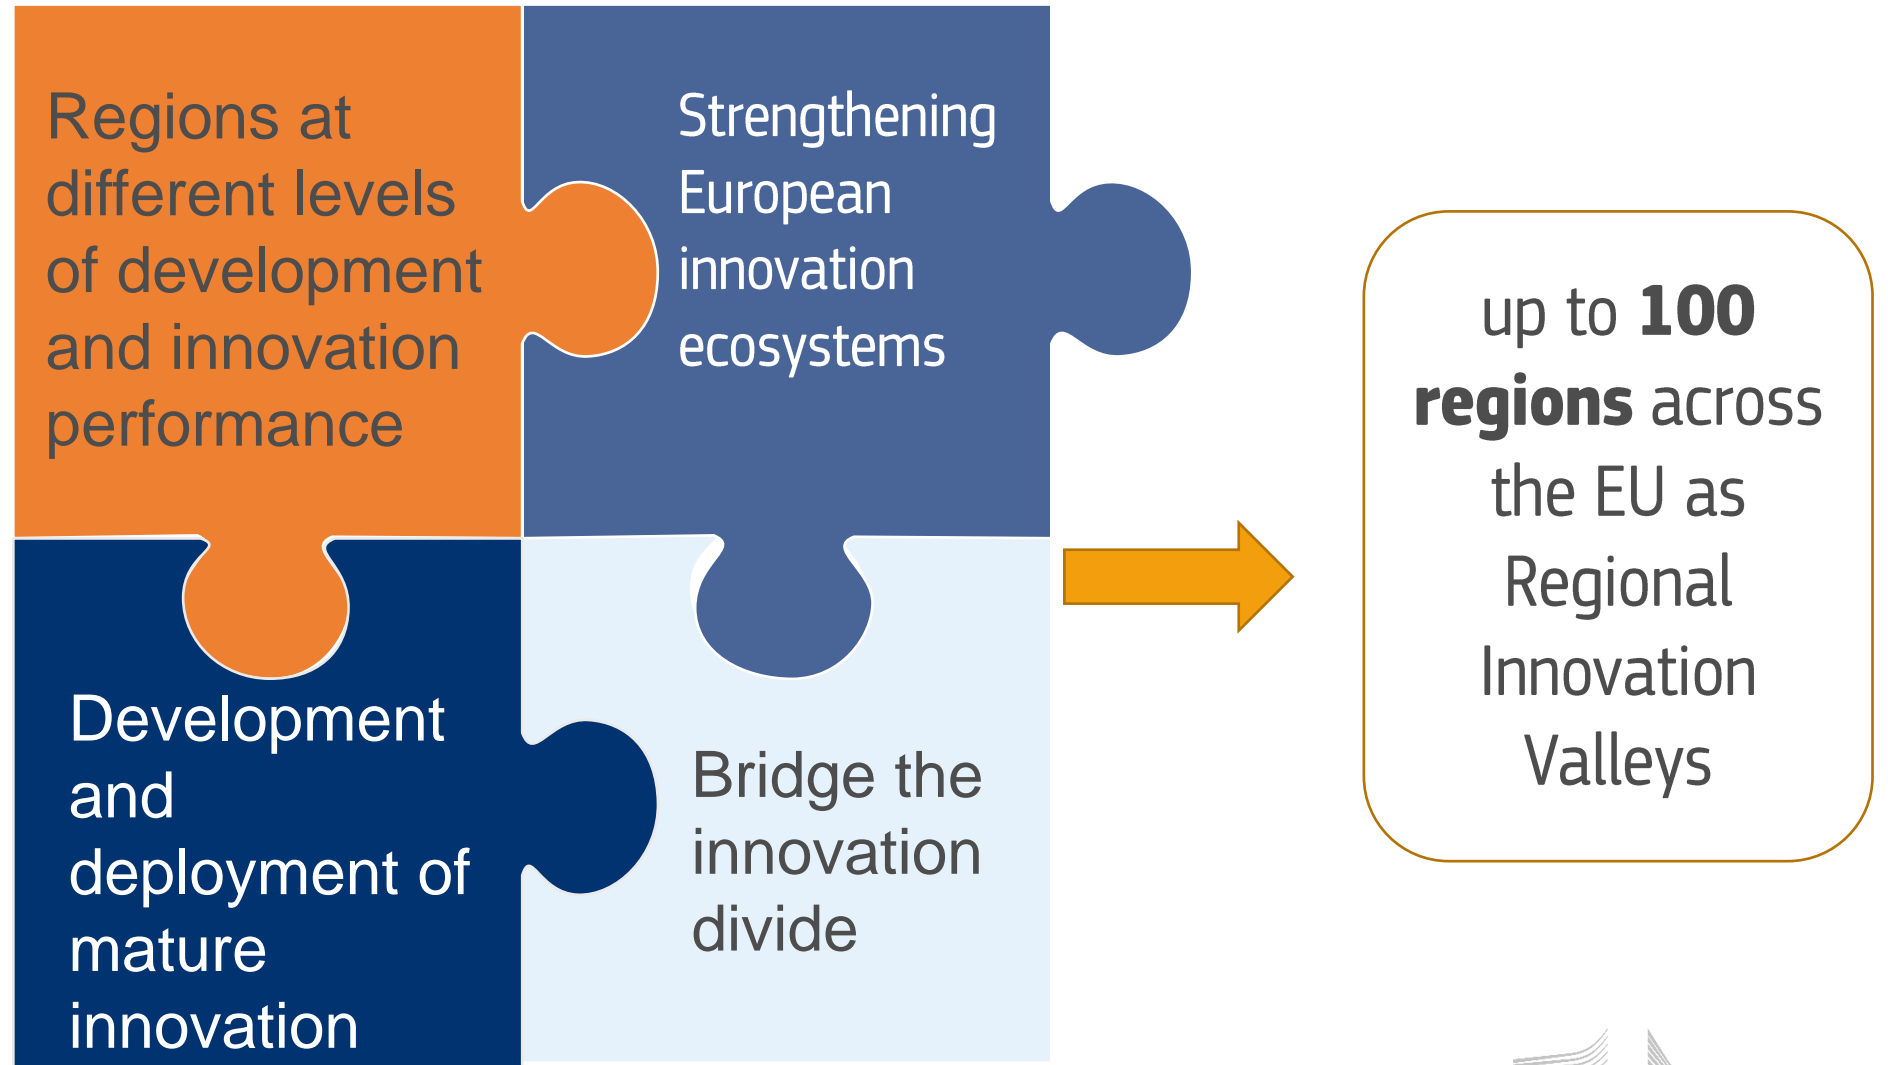 Regions at
different levels
of development
and innovation
performance
Strengthening
European
innovation
ecosystems
Development
and
deployment of
mature
innovation
Bridge the
innovation
divide
up to 100
regions across
the EU as
Regional
Innovation
Valleys